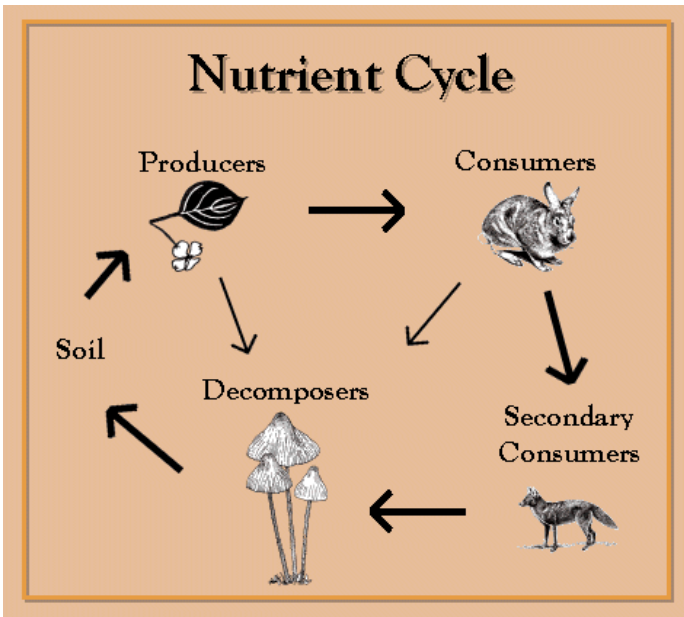 Nutrient Cycle
Producers
Consumers
Soil
Decomposers
Secondary
Consumers